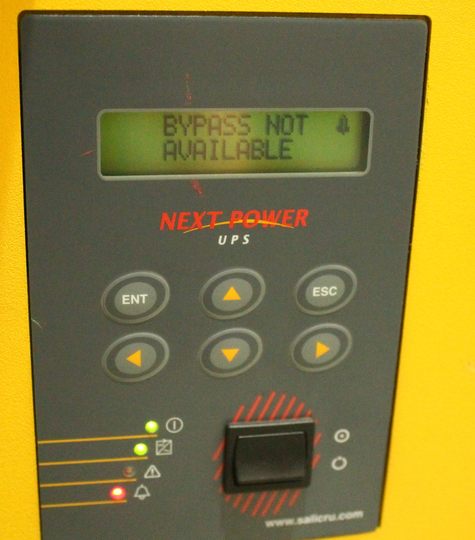 BYPASS NOT
AVAILABLE
NEXT POWER
UPS
ENT
ESC
www.salicru.com